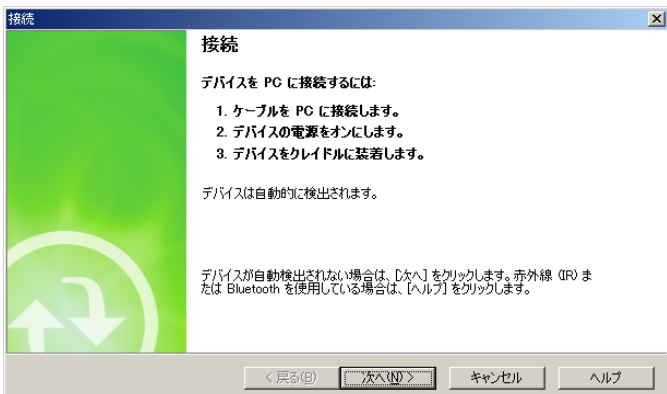 接続
接続
デバイスを PC に接続するには:
1. ケーブルを PC に接続します。
2. デバイスの電源をオンにします。
3. デバイスをクレイドルに装着します。
デバイスは自動的に検出されます。
デバイスが自動検出されない場合は、[次へ] をクリックします。赤外線 (IR) ま
たは Bluetooth を使用している場合は、[ヘルプ] をクリックします。
< 戻る(B)
次へ(N) >
キャンセル
ヘルプ